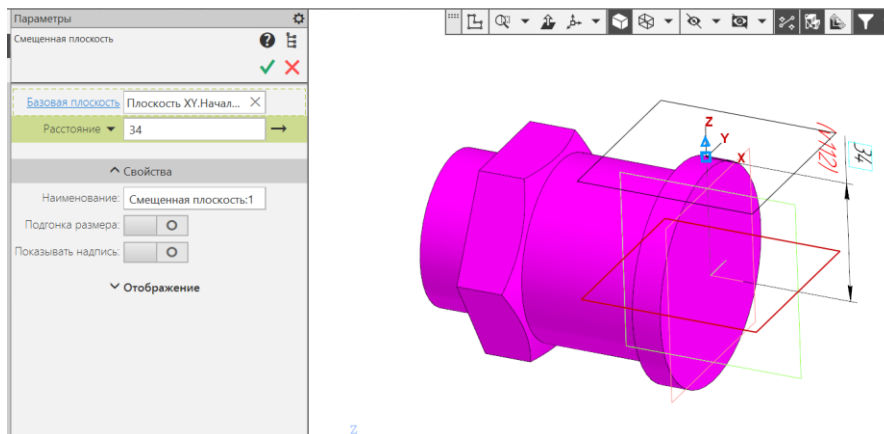 Параметры
Смещенная плоскость
Базовая плоскость Плоскость XY.Начал...
Расстояние 34
Свойства
Наименование: Смещенная плоскость:1
Подгонка размера:
Показывать надпись:
Отображение
Z
Y
X
34
Z